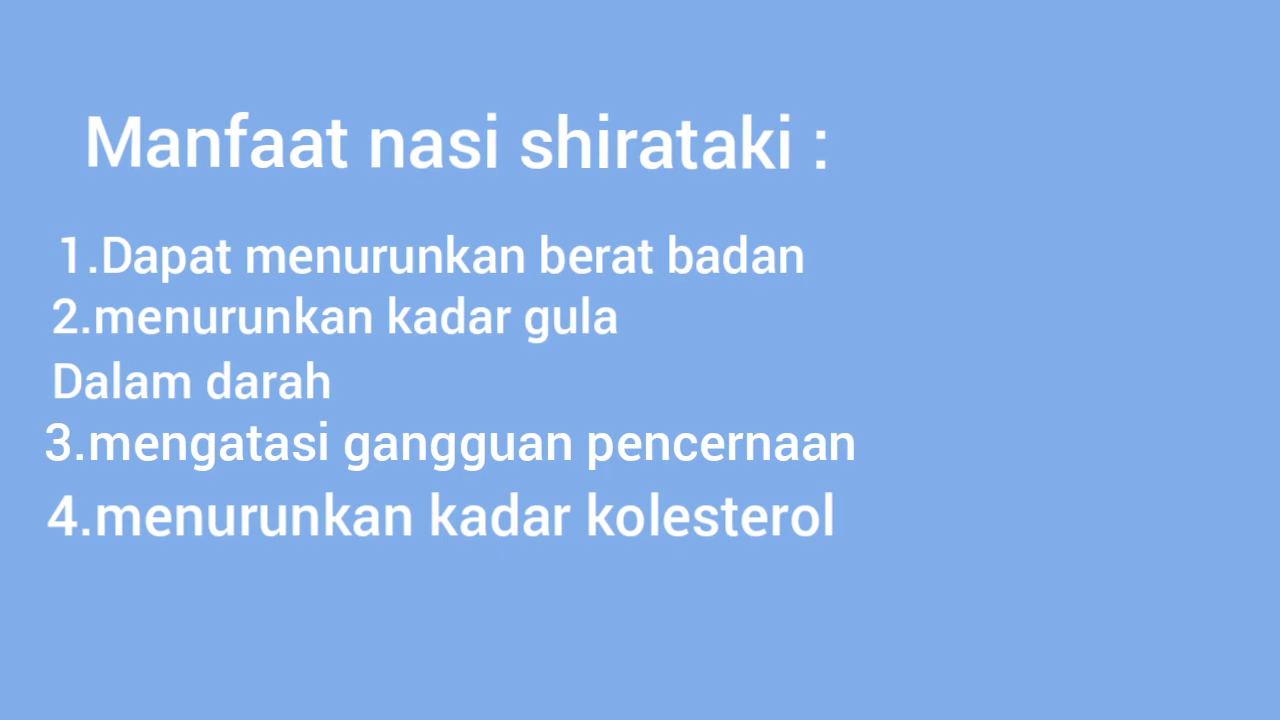 Manfaat nasi shirataki :
1.Dapat menurunkan berat badan
2.menurunkan kadar gula
Dalam darah
3.mengatasi gangguan pencernaan
4.menurunkan kadar kolesterol